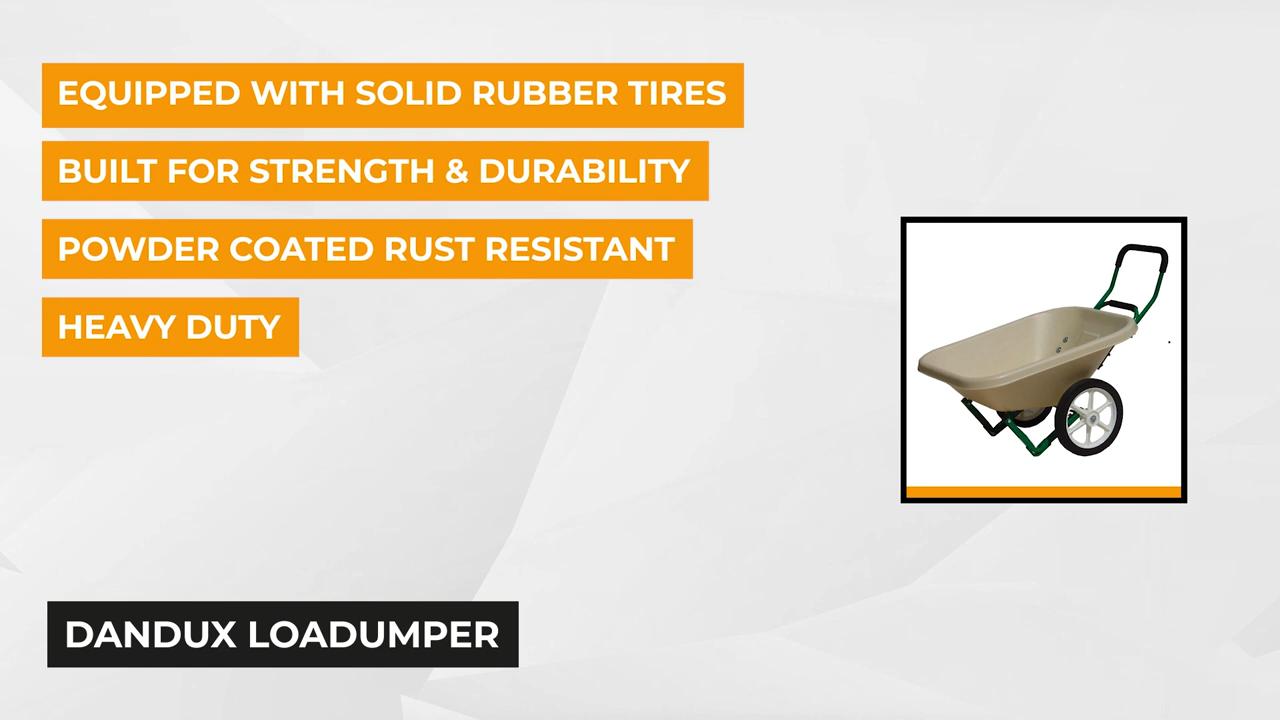 EQUIPPED WITH SOLID RUBBER TIRES
BUILT FOR STRENGTH & DURABILITY
POWDER COATED RUST RESISTANT
HEAVY DUTY
DANDUX LOADUMPER